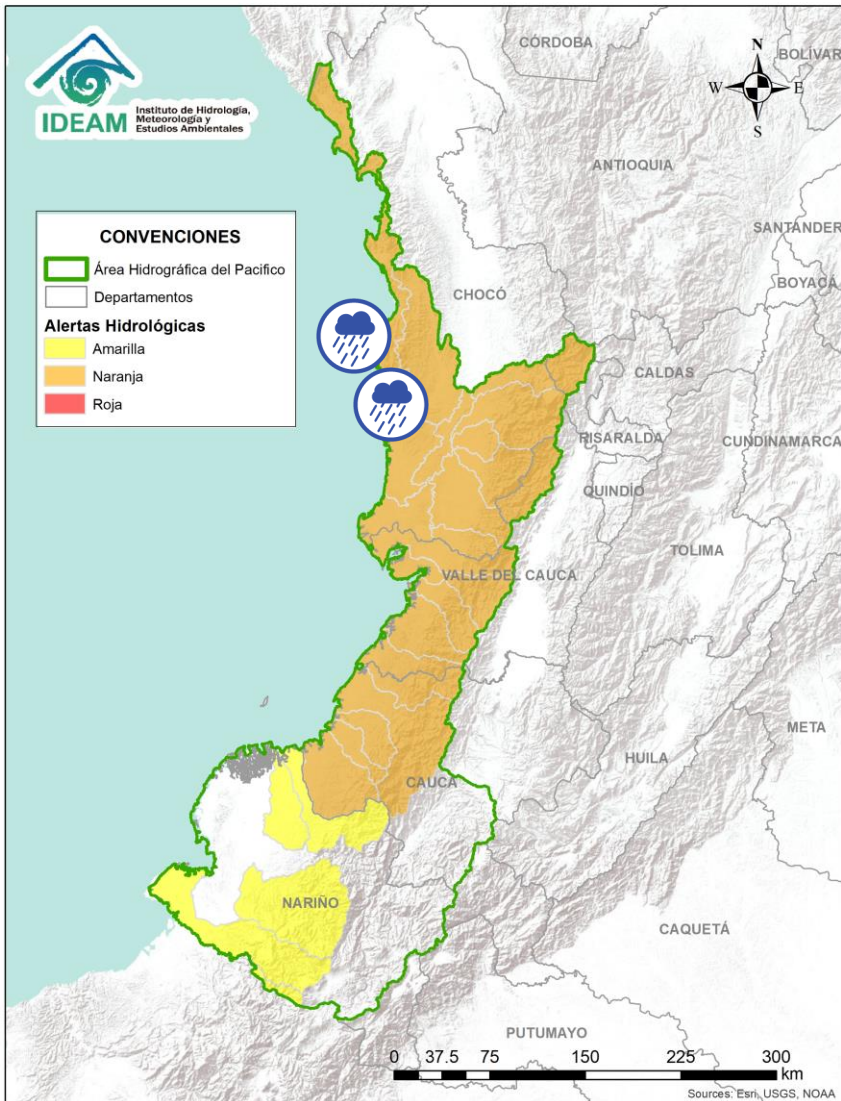 IDEAM
Instituto de Hidrología,
Meteorología y
Estudios Ambientales
CÓRDOBA
BOLÍVAR
N
W
E
S
ANTIOQUIA
SANTANDER
BOYACÁ
CONVENCIONES
Área Hidrográfica del Pacifico
Departamentos
Alertas Hidrológicas
Amarilla
Naranja
Roja
CHOCÓ
CALDAS
RISARALDA
CUNDINAMARCA
QUINDÍO
TOLIMA
VALLE DEL CAUCA
META
HUILA
CAUCA
NARIÑO
CAQUETÁ
PUTUMAYO
0 37.5 75 150 225 300
km
Sources: Esri, USGS, NOAA